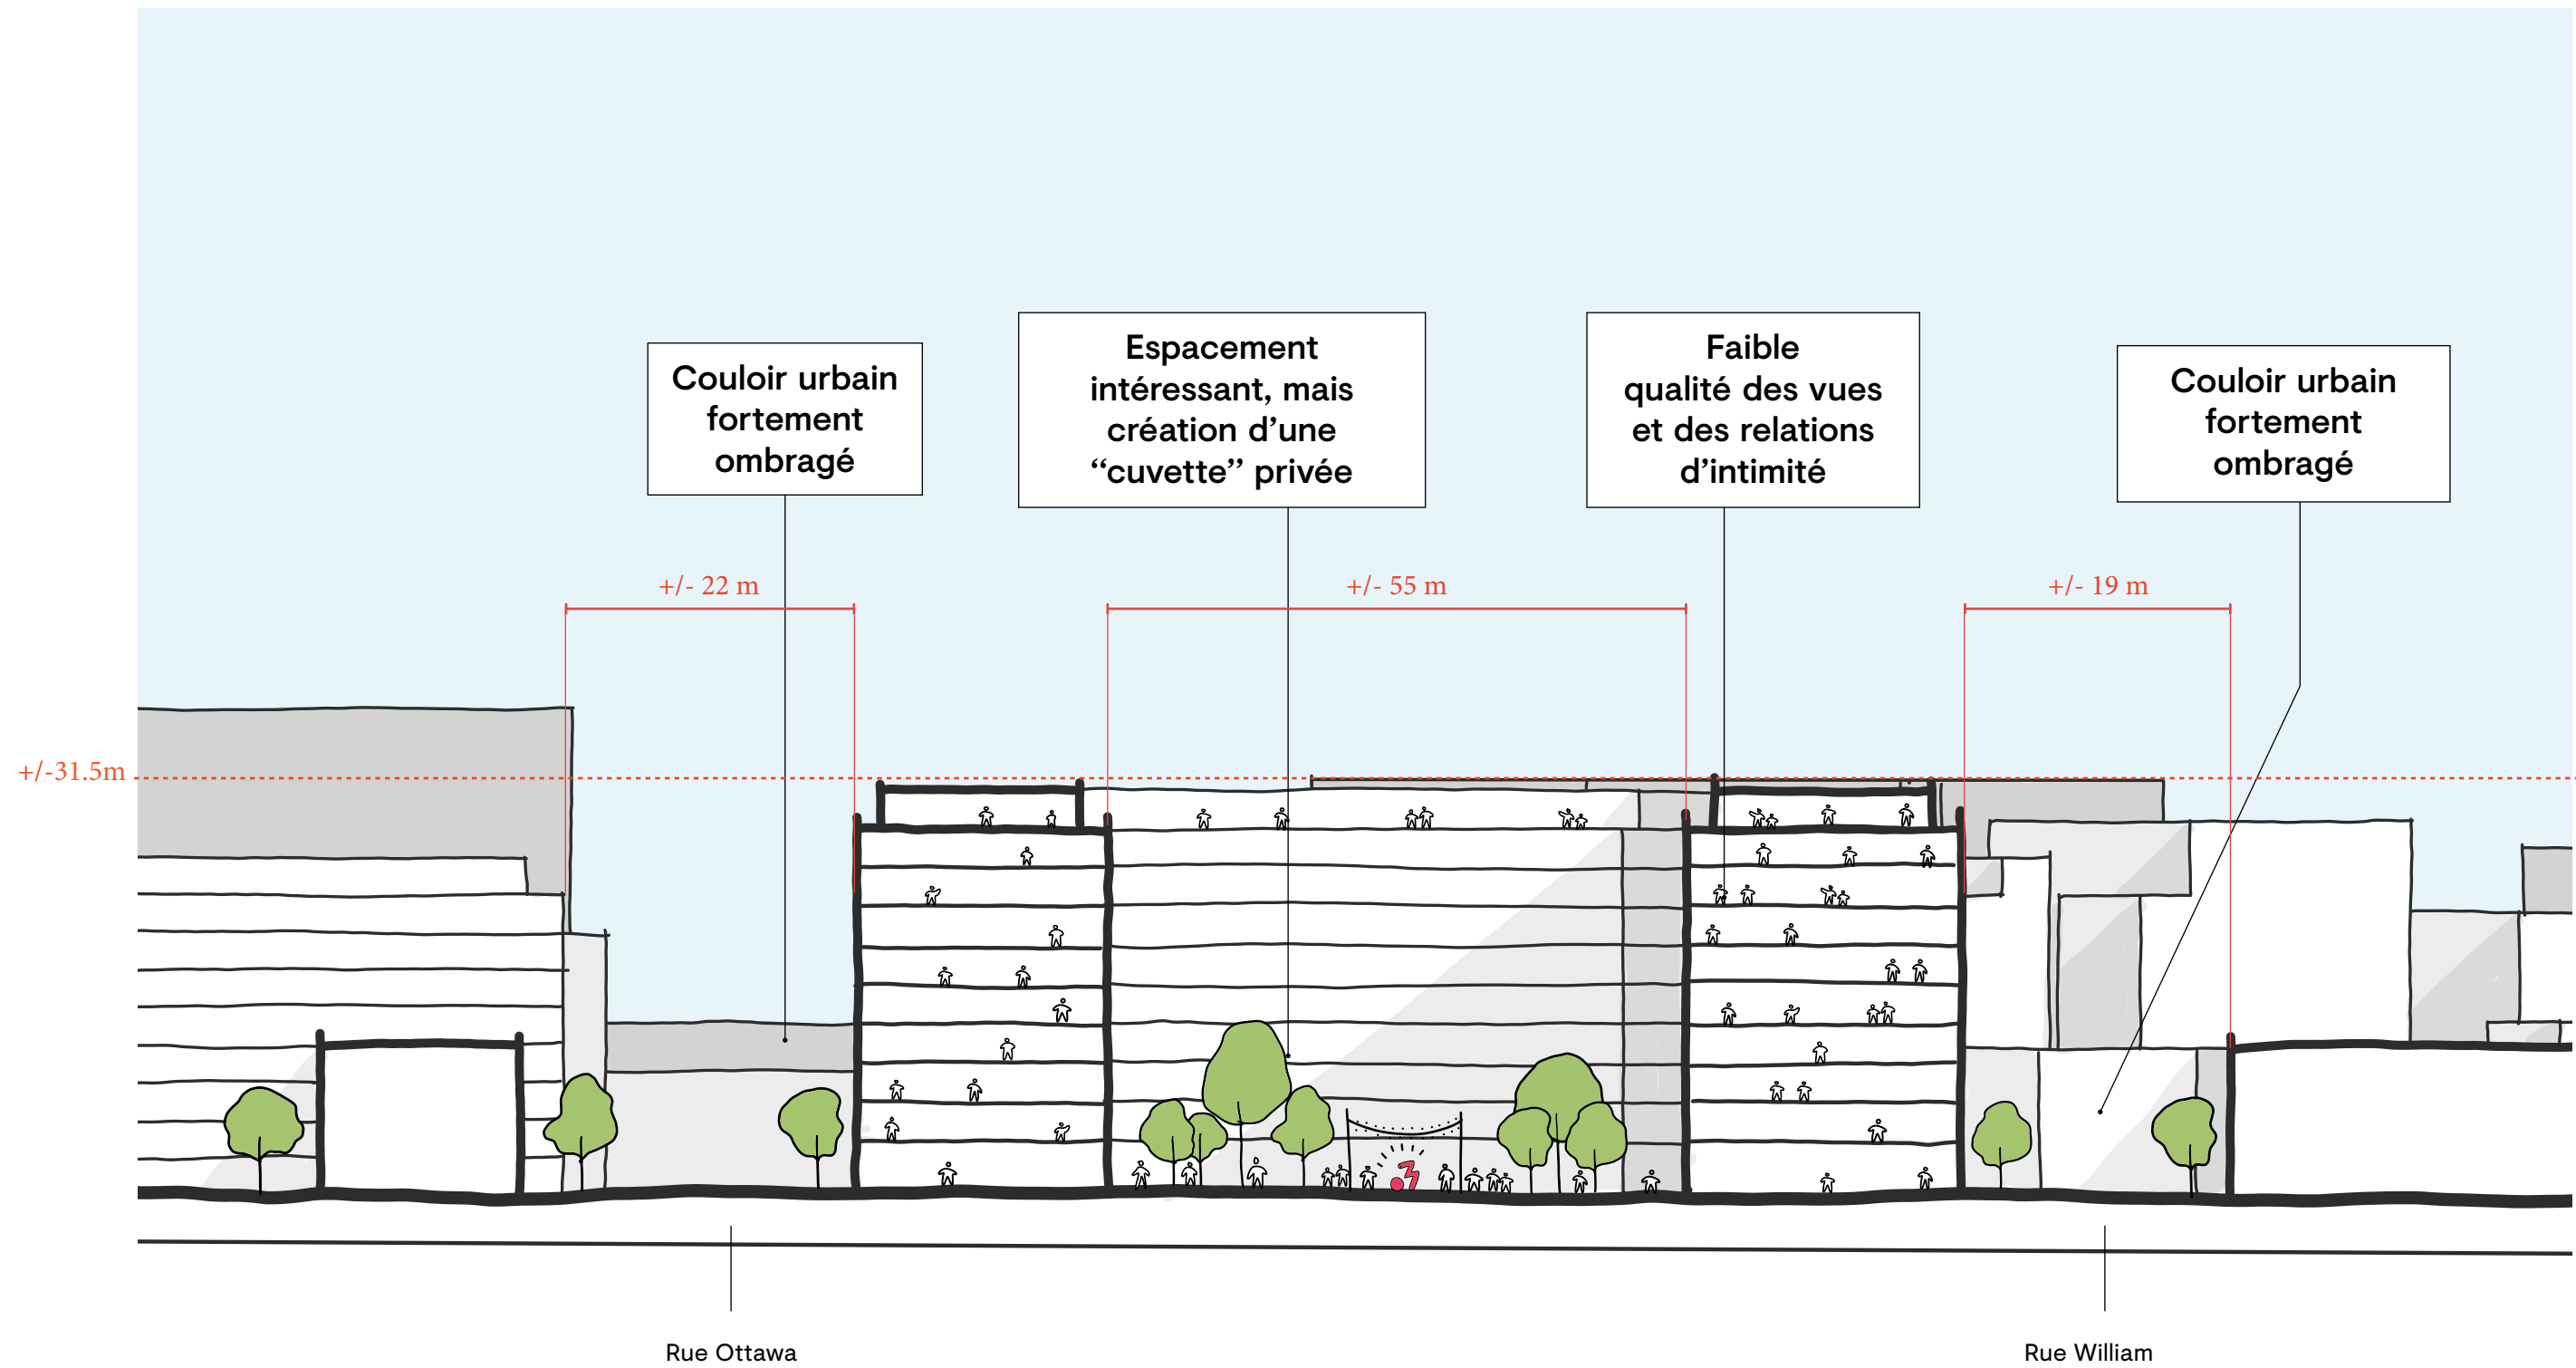 Couloir urbain
fortement
ombragé
Espacement
intéressant, mais
création d’une
“cuvette” privée
Faible
qualité des vues
et des relations
d’intimité
Couloir urbain
fortement
ombragé
+/- 22 m
+/- 55 m
+/- 19 m
+/-31.5m
Rue Ottawa
Rue William